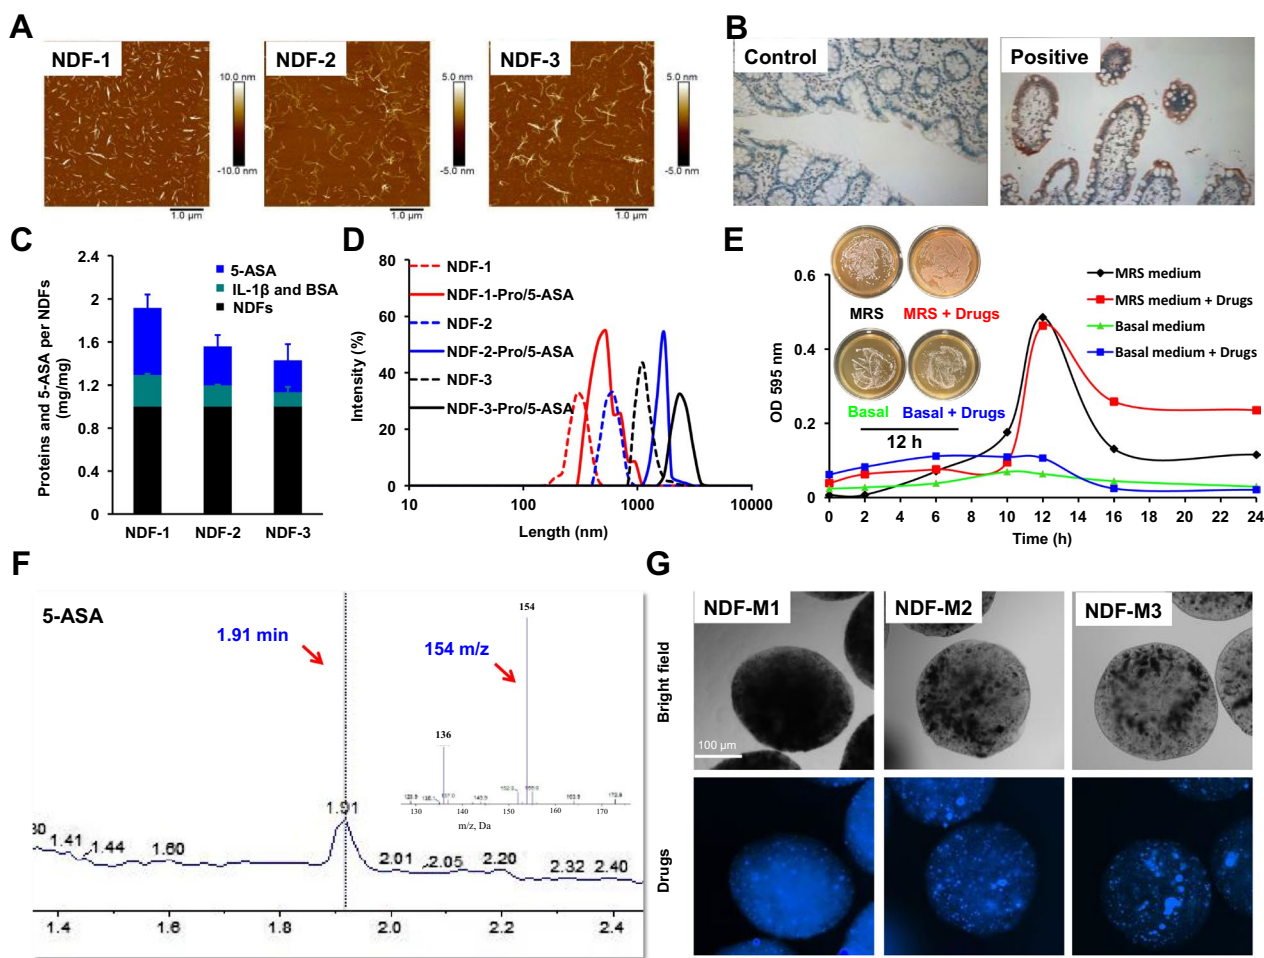 A
NDF-1
NDF-2
NDF-3
10.0 nm
-10.0 nm
5.0 nm
-5.0 nm
5.0 nm
-5.0 nm
1.0 µm
1.0 µm
1.0 µm
B
Control
Positive
C
Proteins and 5-ASA per NDFs
(mg/mg)
2.4
2
1.6
1.2
0.8
0.4
0
5-ASA
IL-1β and BSA
NDFs
NDF-1
NDF-2
NDF-3
D
Intensity (%)
80
60
40
20
0
NDF-1
NDF-1-Pro/5-ASA
NDF-2
NDF-2-Pro/5-ASA
NDF-3
NDF-3-Pro/5-ASA
10
100
1000
10000
Length (nm)
E
OD 595 nm
0.6
0.4
0.2
0
MRS
MRS + Drugs
Basal
Basal + Drugs
12 h
MRS medium
MRS medium + Drugs
Basal medium
Basal medium + Drugs
0 2 4 6 8 10 12 14 16 18 20 22 24
Time (h)
F
5-ASA
1.91 min
154 m/z
154
136
130 140 150 160 170
m/z, Da
1.41
1.44
1.60
1.91
2.01
2.05
2.20
2.32
2.40
1.4 1.6 1.8 2.0 2.2 2.4
G
Bright field
Drugs
NDF-M1
NDF-M2
NDF-M3
100 µm